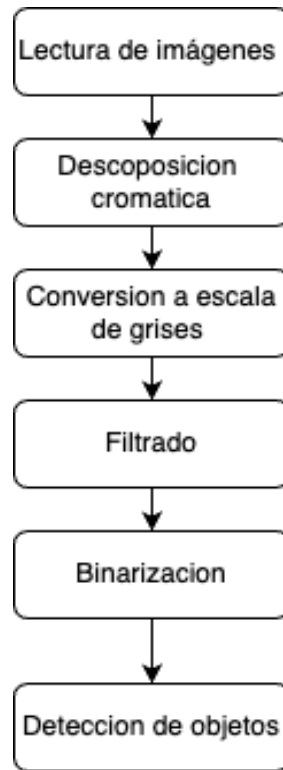 Lectura de imágenes
Descoposicion
cromatica
Conversion a escala
de grises
Filtrado
Binarizacion
Deteccion de objetos